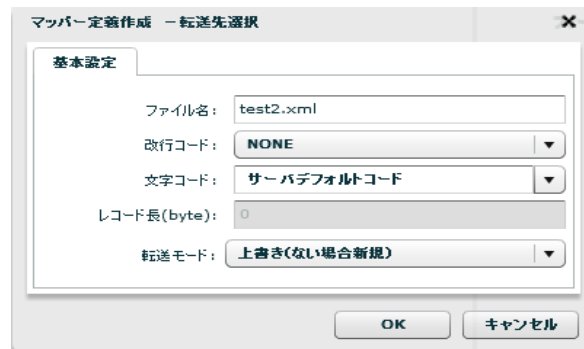 マッパー定義作成 －転送先選択
基本設定
ファイル名： test2.xml
改行コード： NONE
文字コード： サーバデフォルトコード
レコード長(byte): 0
転送モード： 上書き(ない場合新規)
OK キャンセル